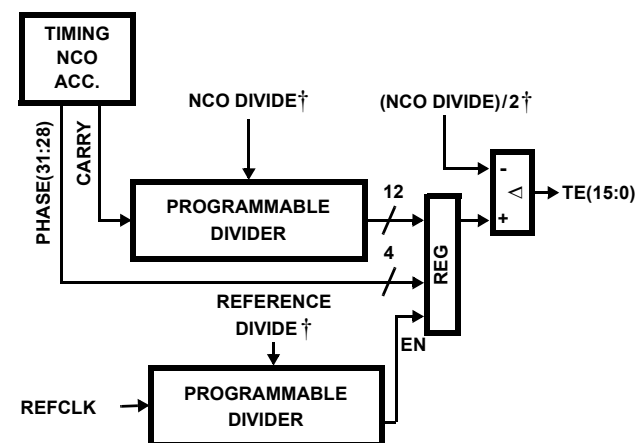 TIMING
NCO
ACC.
NCO DIVIDE†
(NCO DIVIDE)/2†
PHASE(31:28)
CARRY
-
Δ
+
TE(15:0)
PROGRAMMABLE
DIVIDER
12
4
REG
REFERENCE
DIVIDE†
EN
REFCLK
PROGRAMMABLE
DIVIDER